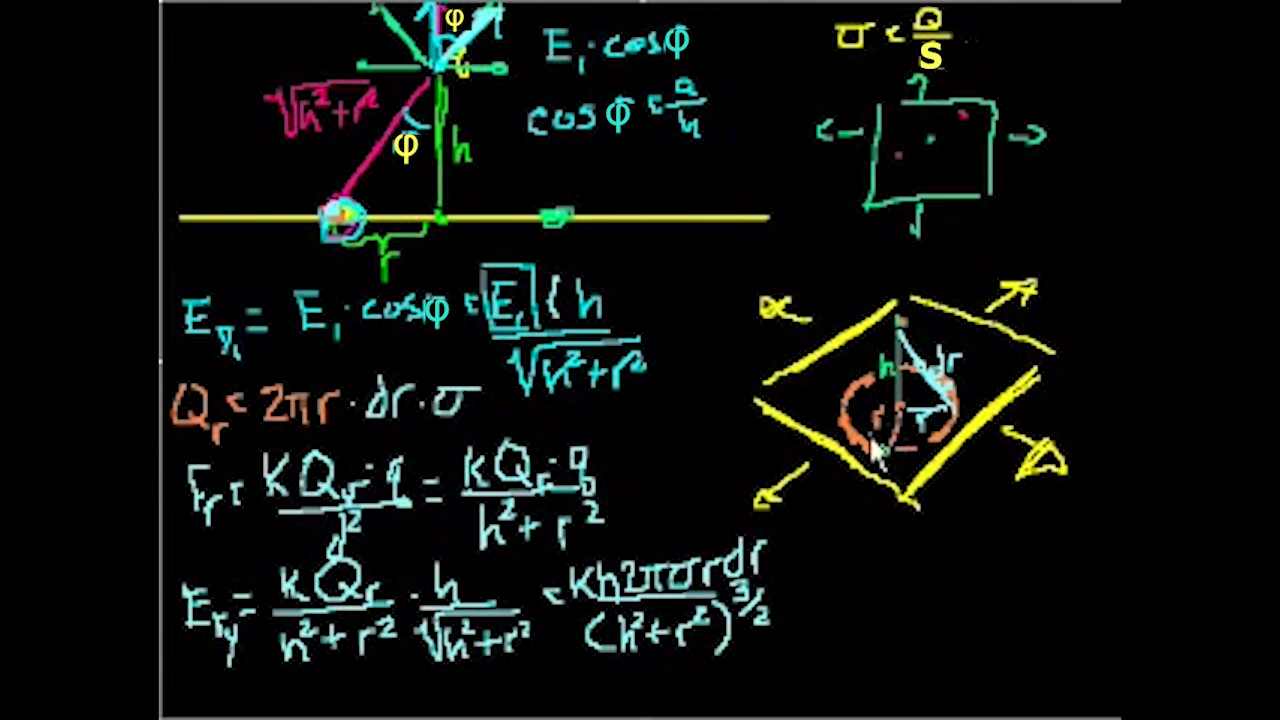 φ
E₁ · cosφ
σ = Q/S
√h²+r²
cos φ = a/h
φ
h
r
E_y₁ = E₁ · cosφ = E₁ ( h / √h²+r²
∞
h
dr
r
r
Q_r = 2πr · dr · σ
F_r = kQ_r · q / d² = kQ_r · q / h² + r²
E_ry = kQ_r / h² + r² · h / √h²+r² = kh2πσrdr / (h²+r²)^3/2